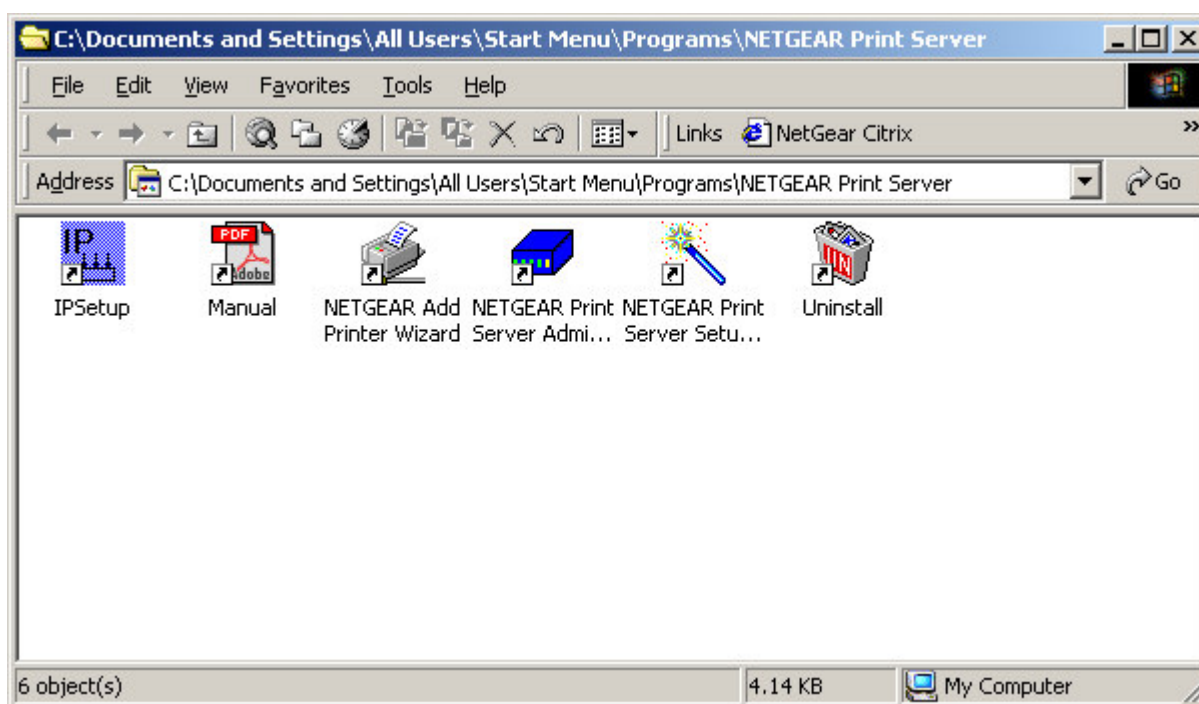 C:\Documents and Settings\All Users\Start Menu\Programs\NETGEAR Print Server
File Edit View Favorites Tools Help
Links NetGear Citrix »
Address C:\Documents and Settings\All Users\Start Menu\Programs\NETGEAR Print Server Go
IP PDF Adobe UN
IPSetup Manual NETGEAR Add Printer Wizard NETGEAR Print Server Admi... NETGEAR Print Server Setu... Uninstall
6 object(s) 4.14 KB My Computer